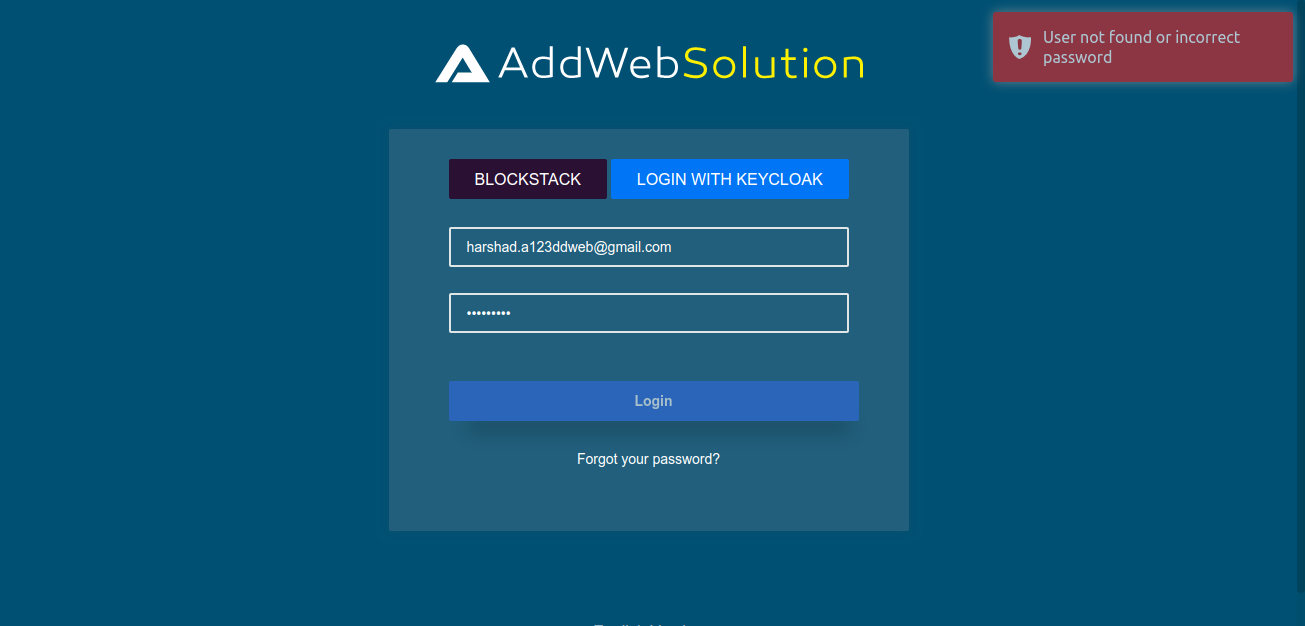 AddWebSolution
User not found or incorrect
password
BLOCKSTACK
LOGIN WITH KEYCLOAK
harshad.a123ddweb@gmail.com
•••••••••
Login
Forgot your password?